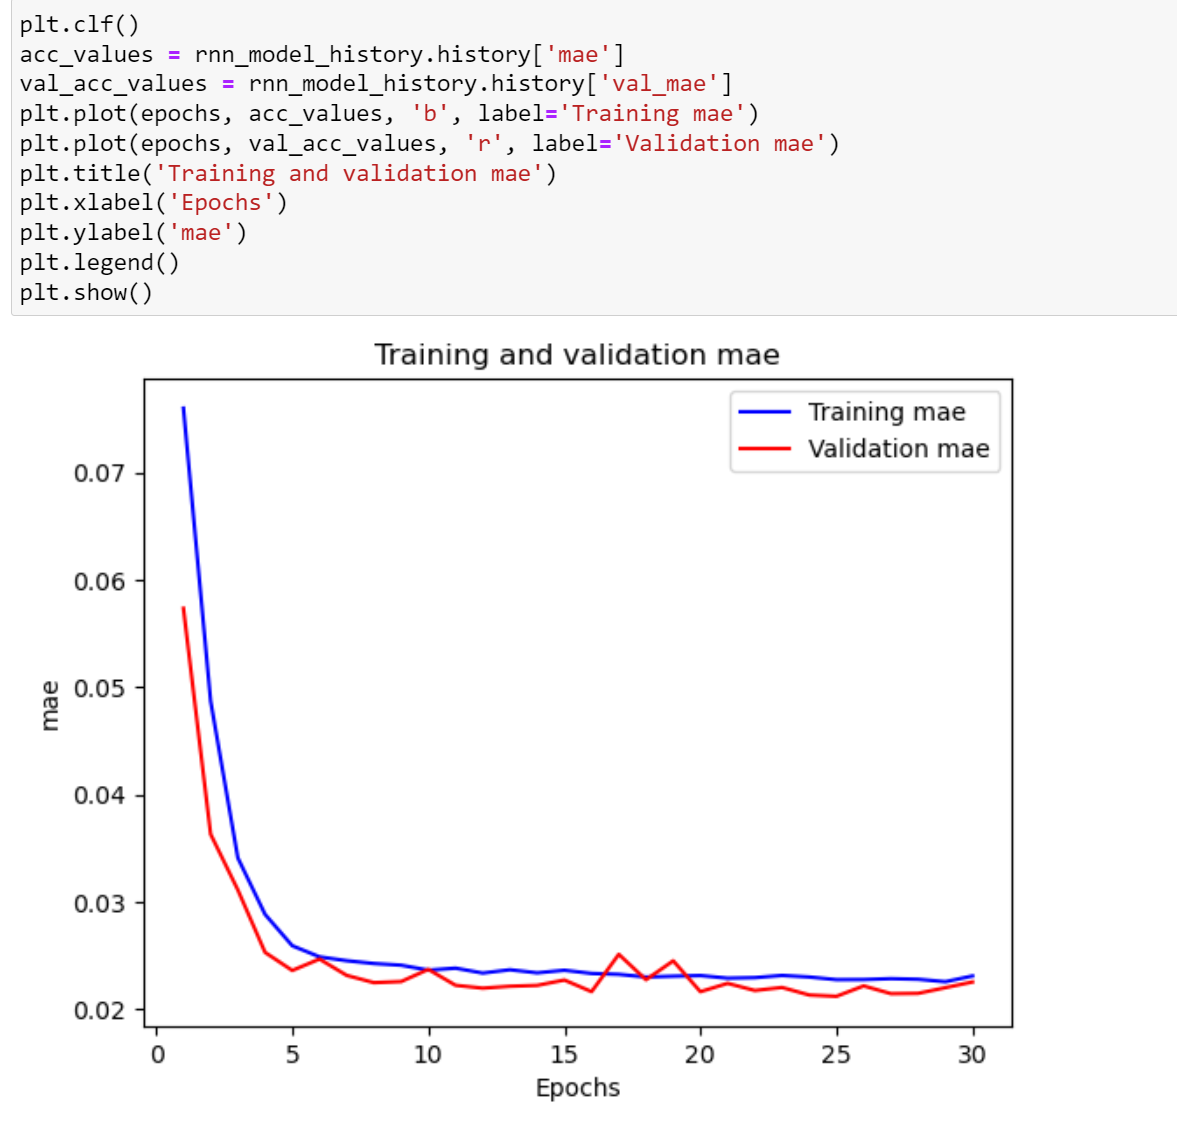 plt.clf()
acc_values = rnn_model_history.history['mae']
val_acc_values = rnn_model_history.history['val_mae']
plt.plot(epochs, acc_values, 'b', label='Training mae')
plt.plot(epochs, val_acc_values, 'r', label='Validation mae')
plt.title('Training and validation mae')
plt.xlabel('Epochs')
plt.ylabel('mae')
plt.legend()
plt.show()
Training and validation mae
Training mae
Validation mae
0.07
0.06
0.05
0.04
0.03
0.02
mae
0 5 10 15 20 25 30
Epochs